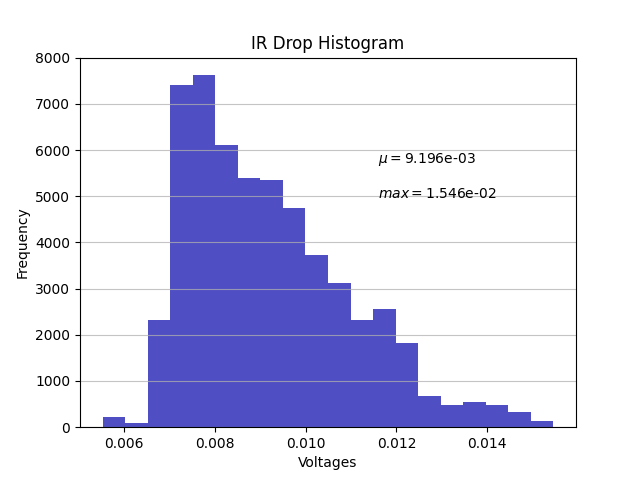 IR Drop Histogram
8000
7000
6000
5000
4000
3000
2000
1000
0
Frequency
μ = 9.196e-03
max = 1.546e-02
0.006 0.008 0.010 0.012 0.014
Voltages